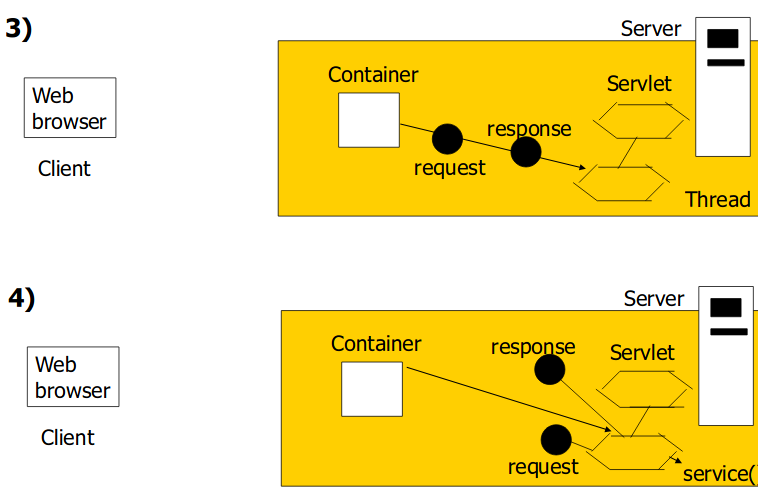 3)
Server
Container
Servlet
Web
browser
response
request
Client
Thread
4)
Server
Container
response
Servlet
Web
browser
Client
request
service()